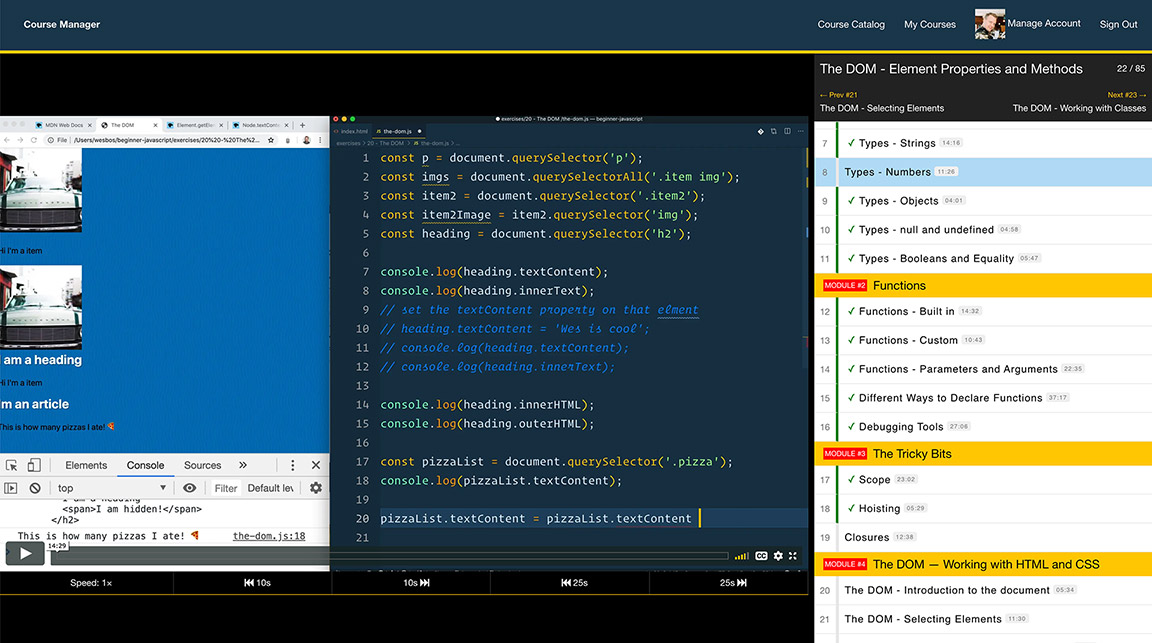 Course Manager
Course Catalog
My Courses
Manage Account
Sign Out
The DOM - Element Properties and Methods
22 / 85
← Prev #21
The DOM - Selecting Elements
Next #23 →
The DOM - Working with Classes
MDN Web Docs
The DOM
Element.getEle
Node.textCont
File
/Users/wesbos/beginner-javascript/exercises/20%20-%20The%...
Hi I'm a item
am a heading
Hi I'm a item
'm an article
This is how many pizzas I ate! 🍕
Elements
Console
Sources
»
top
Filter
Default lev
I am a heading
<span>I am hidden!</span>
</h2>
This is how many pizzas I ate! 🍕
the-dom.js:18
14:29
● exercises/20 - The DOM /the-dom.js — beginner-javascript
index.html
the-dom.js
exercises > 20 - The DOM > the-dom.js > ...
1 const p = document.querySelector('p');
2 const imgs = document.querySelectorAll('.item img');
3 const item2 = document.querySelector('.item2');
4 const item2Image = item2.querySelector('img');
5 const heading = document.querySelector('h2');
6
7 console.log(heading.textContent);
8 console.log(heading.innerText);
9 // set the textContent property on that elment
10 // heading.textContent = 'Wes is cool';
11 // console.log(heading.textContent);
12 // console.log(heading.innerText);
13
14 console.log(heading.innerHTML);
15 console.log(heading.outerHTML);
16
17 const pizzaList = document.querySelector('.pizza');
18 console.log(pizzaList.textContent);
19
20 pizzaList.textContent = pizzaList.textContent
21
CC
Speed: 1×
10s
10s
25s
25s
7 ✓ Types - Strings 14:16
8 Types - Numbers 11:26
9 ✓ Types - Objects 04:01
10 ✓ Types - null and undefined 04:58
11 ✓ Types - Booleans and Equality 05:47
MODULE #2 Functions
12 ✓ Functions - Built in 14:32
13 ✓ Functions - Custom 10:43
14 ✓ Functions - Parameters and Arguments 22:35
15 ✓ Different Ways to Declare Functions 37:17
16 ✓ Debugging Tools 27:06
MODULE #3 The Tricky Bits
17 ✓ Scope 23:02
18 ✓ Hoisting 05:29
19 Closures 12:38
MODULE #4 The DOM — Working with HTML and CSS
20 The DOM - Introduction to the document 05:34
21 The DOM - Selecting Elements 11:30